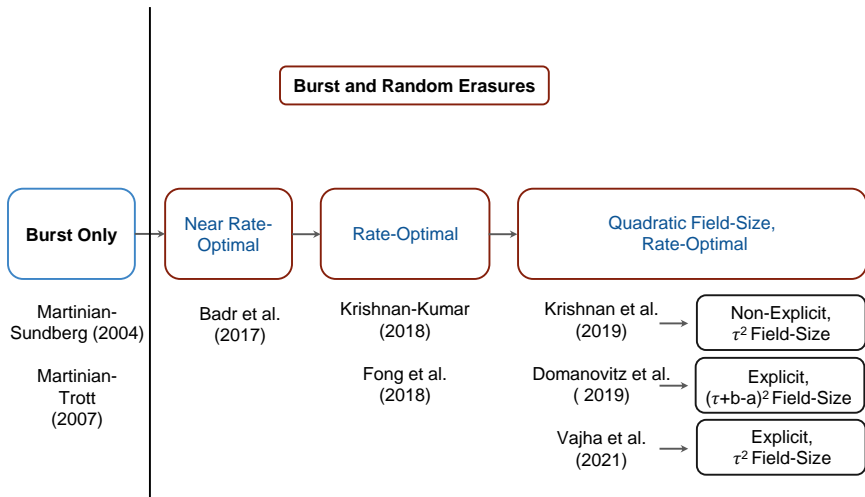 Burst and Random Erasures
Burst Only
Near Rate-
Optimal
Rate-Optimal
Quadratic Field-Size,
Rate-Optimal
Martinian-
Sundberg (2004)
Martinian-
Trott
(2007)
Badr et al.
(2017)
Krishnan-Kumar
(2018)
Fong et al.
(2018)
Krishnan et al.
(2019)
Non-Explicit,
τ² Field-Size
Domanovitz et al.
( 2019)
Explicit,
(τ+b-a)² Field-Size
Vajha et al.
(2021)
Explicit,
τ² Field-Size